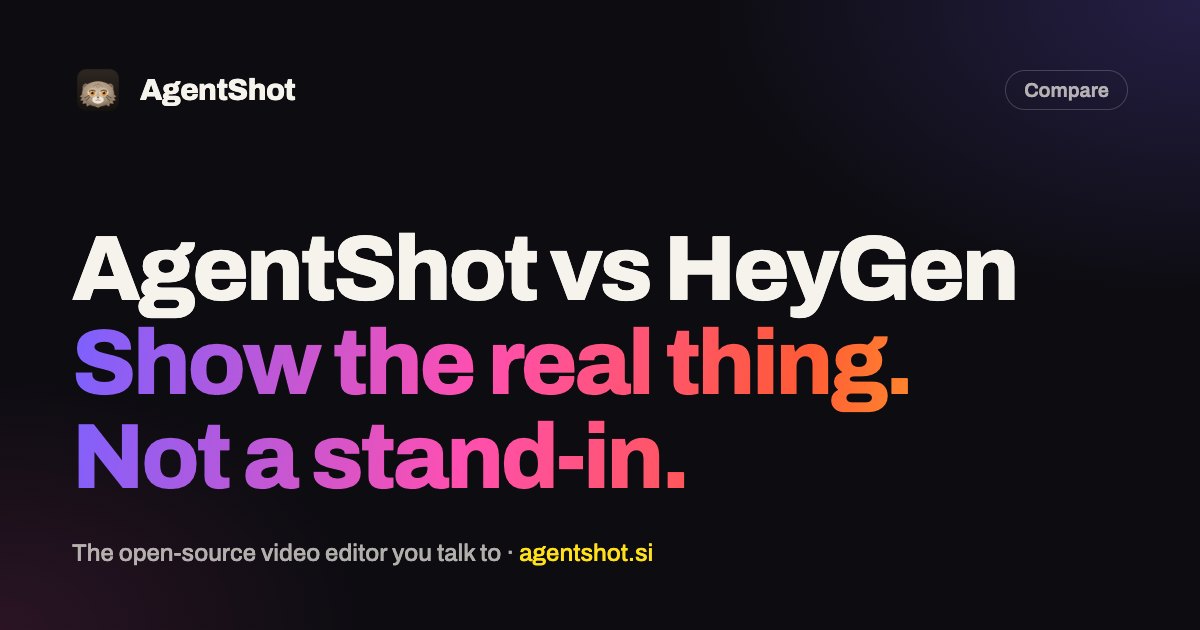 AgentShot
Compare
AgentShot vs HeyGen
Show the real thing.
Not a stand-in.
The open-source video editor you talk to · agentshot.si